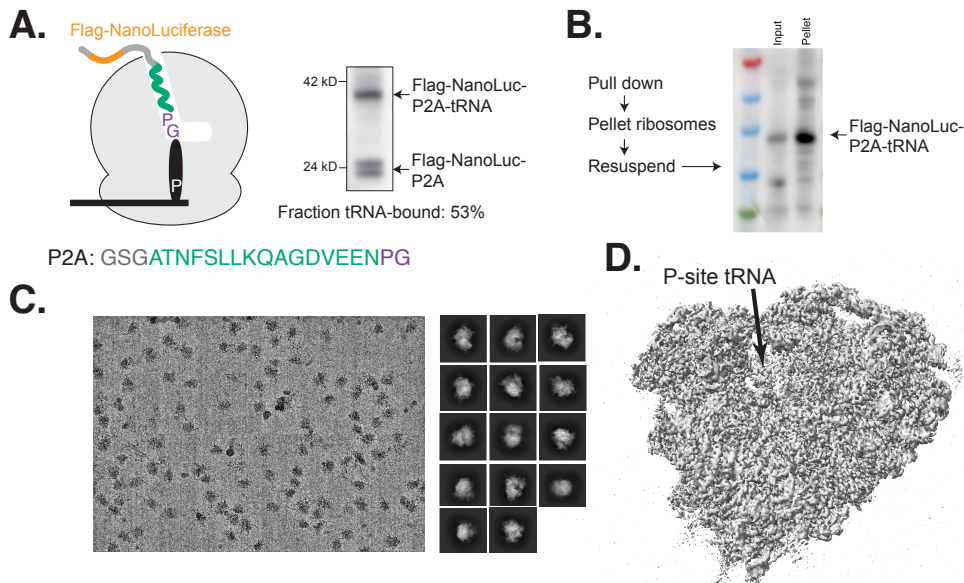 A.
Flag-NanoLuciferase
P
G
P
42 kD
24 kD
Flag-NanoLuc-
P2A-tRNA
Flag-NanoLuc-
P2A
Fraction tRNA-bound: 53%
P2A: GSGATNFSLLKQAGDVEENPG
B.
Pull down
Pellet ribosomes
Resuspend
Input
Pellet
Flag-NanoLuc-
P2A-tRNA
C.
D.
P-site tRNA